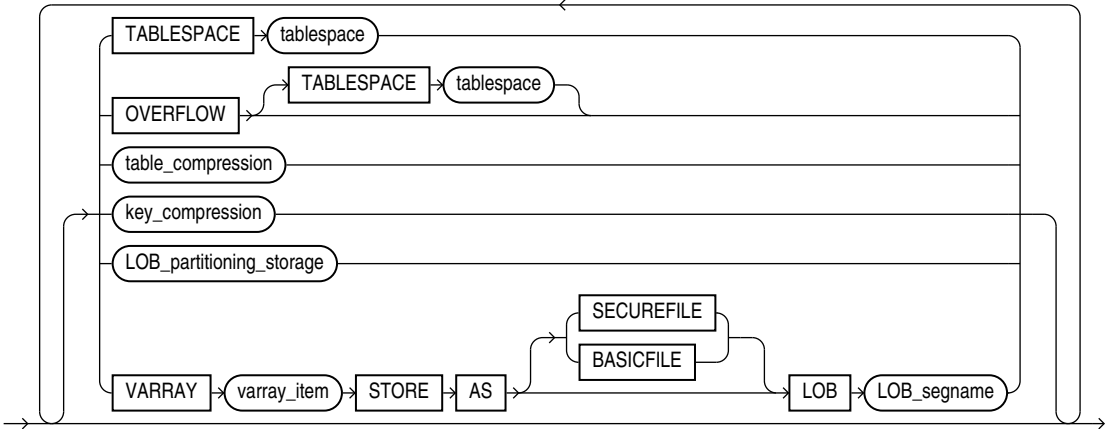 TABLESPACE tablespace
TABLESPACE tablespace
OVERFLOW
table_compression
key_compression
LOB_partitioning_storage
SECUREFILE
BASICFILE
VARRAY varray_item STORE AS LOB LOB_segname